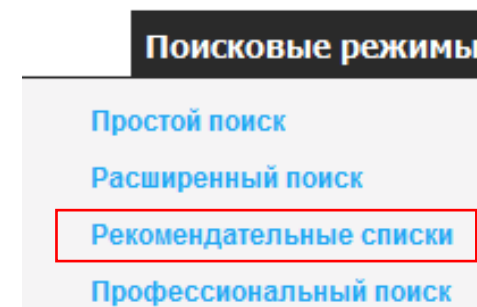 Поисковые режимы
Простой поиск
Расширенный поиск
Рекомендательные списки
Профессиональный поиск